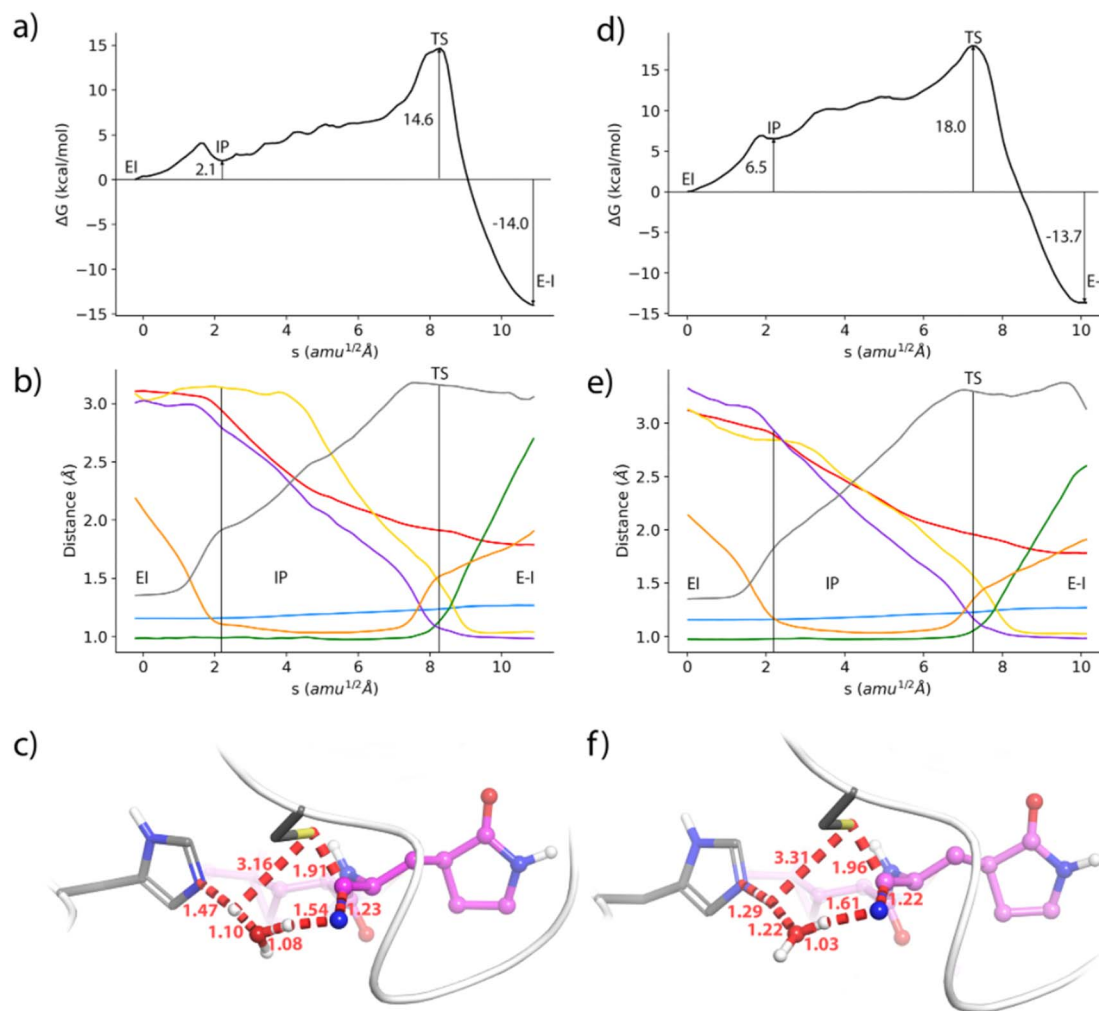 a)
TS
15
10
14.6
5
EI
IP
2.1
0
ΔG (kcal/mol)
−5
-14.0
−10
E-I
−15
0 2 4 6 8 10
s (amu^{1/2}Å)
d)
TS
15
10
18.0
5
EI
IP
6.5
0
ΔG (kcal/mol)
−5
-13.7
−10
E-
−15
0 2 4 6 8 10
s (amu^{1/2}Å)
b)
TS
3.0
2.5
Distance (Å)
2.0
1.5
EI IP E-I
1.0
0 2 4 6 8 10
s (amu^{1/2}Å)
e)
TS
3.0
2.5
Distance (Å)
2.0
1.5
EI IP E-I
1.0
0 2 4 6 8 10
s (amu^{1/2}Å)
c)
3.16
1.91
1.47
1.54
1.23
1.10
1.08
f)
3.31
1.96
1.29
1.61
1.22
1.22
1.03